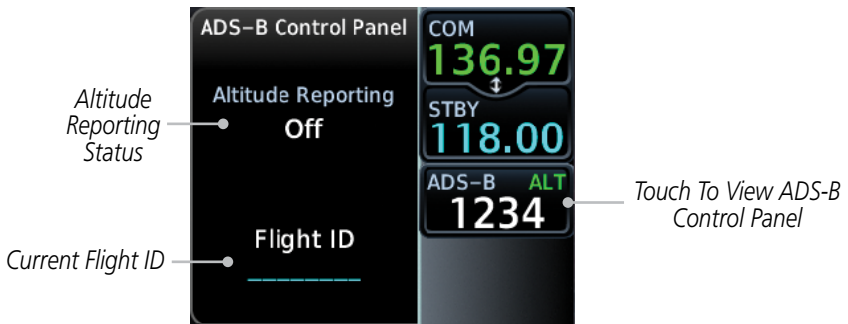 ADS-B Control Panel
Altitude Reporting
Off
Flight ID
________
COM
136.97
STBY
118.00
ADS-B ALT
1234
Altitude
Reporting
Status
Current Flight ID
Touch To View ADS-B
Control Panel